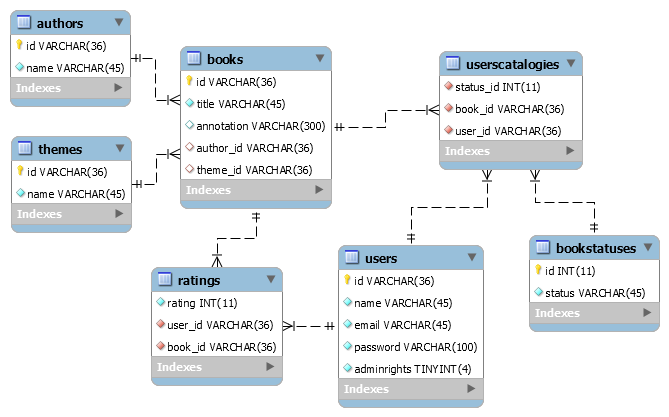 authors
id VARCHAR(36)
name VARCHAR(45)
Indexes
themes
id VARCHAR(36)
name VARCHAR(45)
Indexes
books
id VARCHAR(36)
title VARCHAR(45)
annotation VARCHAR(300)
author_id VARCHAR(36)
theme_id VARCHAR(36)
Indexes
userscatalogies
status_id INT(11)
book_id VARCHAR(36)
user_id VARCHAR(36)
Indexes
ratings
rating INT(11)
user_id VARCHAR(36)
book_id VARCHAR(36)
Indexes
users
id VARCHAR(36)
name VARCHAR(45)
email VARCHAR(45)
password VARCHAR(100)
adminrights TINYINT(4)
Indexes
bookstatuses
id INT(11)
status VARCHAR(45)
Indexes